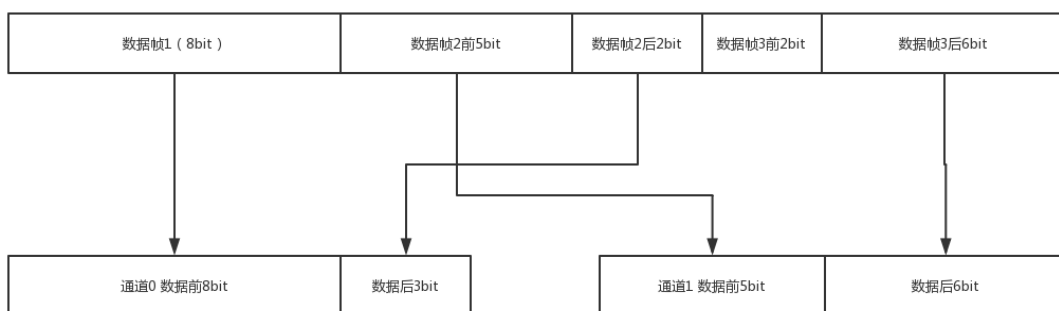 数据帧1（8bit）
数据帧2前5bit
数据帧2后2bit
数据帧3前2bit
数据帧3后6bit
通道0 数据前8bit
数据后3bit
通道1 数据前5bit
数据后6bit